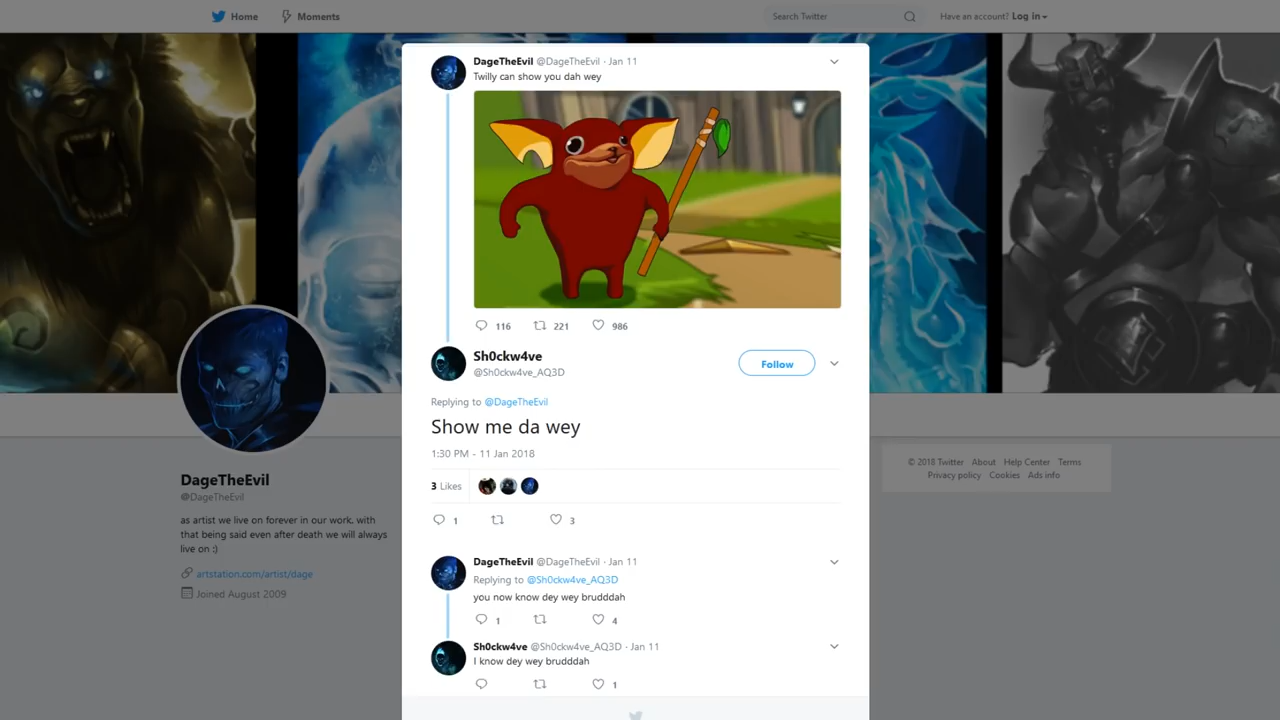 Home
Moments
Search Twitter
Have an account? Log in
DageTheEvil @DageTheEvil · Jan 11
Twilly can show you dah wey
116 221 986
Sh0ckw4ve
@Sh0ckw4ve_AQ3D
Follow
Replying to @DageTheEvil
Show me da wey
1:30 PM - 11 Jan 2018
3 Likes
1 3
DageTheEvil @DageTheEvil · Jan 11
Replying to @Sh0ckw4ve_AQ3D
you now know dey wey brudddah
1 4
Sh0ckw4ve @Sh0ckw4ve_AQ3D · Jan 11
I know dey wey brudddah
1
DageTheEvil
@DageTheEvil
as artist we live on forever in our work, with
that being said even after death we will always
live on :)
artstation.com/artist/dage
Joined August 2009
© 2018 Twitter About Help Center Terms
Privacy policy Cookies Ads info